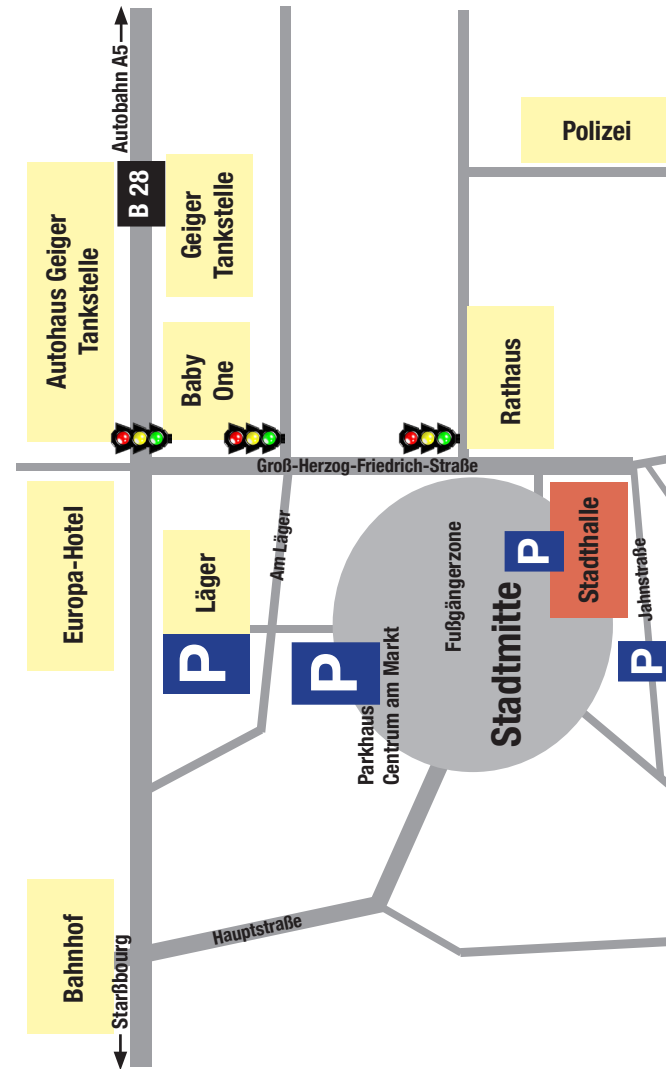 Starßbourg
Autobahn A5
Bahnhof
Europa-Hotel
Autohaus Geiger
Tankstelle
B 28
P
Läger
Baby
One
Geiger
Tankstelle
Hauptstraße
Am Läger
Groß-Herzog-Friedrich-Straße
P
Parkhaus
Centrum am Markt
Fußgängerzone
Stadtmitte
P
Stadthalle
Rathaus
Polizei
P
Jahnstraße